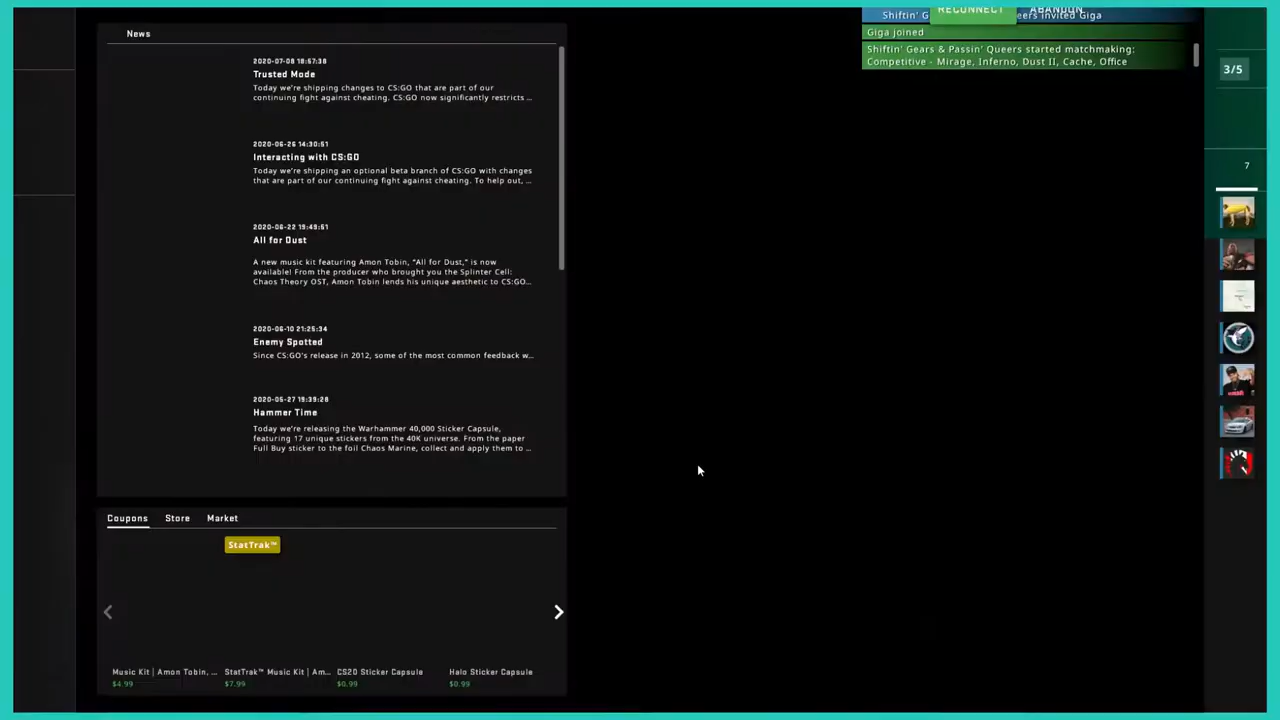 News
2020-07-08 18:57:38
Trusted Mode
Today we're shipping changes to CS:GO that are part of our
continuing fight against cheating. CS:GO now significantly restricts ...
2020-06-26 14:30:51
Interacting with CS:GO
Today we're shipping an optional beta branch of CS:GO with changes
that are part of our continuing fight against cheating. To help out, ...
2020-06-22 19:49:51
All for Dust
A new music kit featuring Amon Tobin, "All for Dust," is now
available! From the producer who brought you the Splinter Cell:
Chaos Theory OST, Amon Tobin lends his unique aesthetic to CS:GO...
2020-06-10 21:25:34
Enemy Spotted
Since CS:GO's release in 2012, some of the most common feedback w...
2020-05-27 19:39:28
Hammer Time
Today we're releasing the Warhammer 40,000 Sticker Capsule,
featuring 17 unique stickers from the 40K universe. From the paper
Full Buy sticker to the foil Chaos Marine, collect and apply them to ...
Coupons Store Market
StatTrak™
Music Kit | Amon Tobin, ... StatTrak™ Music Kit | Am... CS20 Sticker Capsule Halo Sticker Capsule
$4.99 $7.99 $0.99 $0.99
RECONNECT ABANDON
Shiftin' G eers invited Giga
Giga joined
Shiftin' Gears & Passin' Queers started matchmaking:
Competitive - Mirage, Inferno, Dust II, Cache, Office
3/5
7